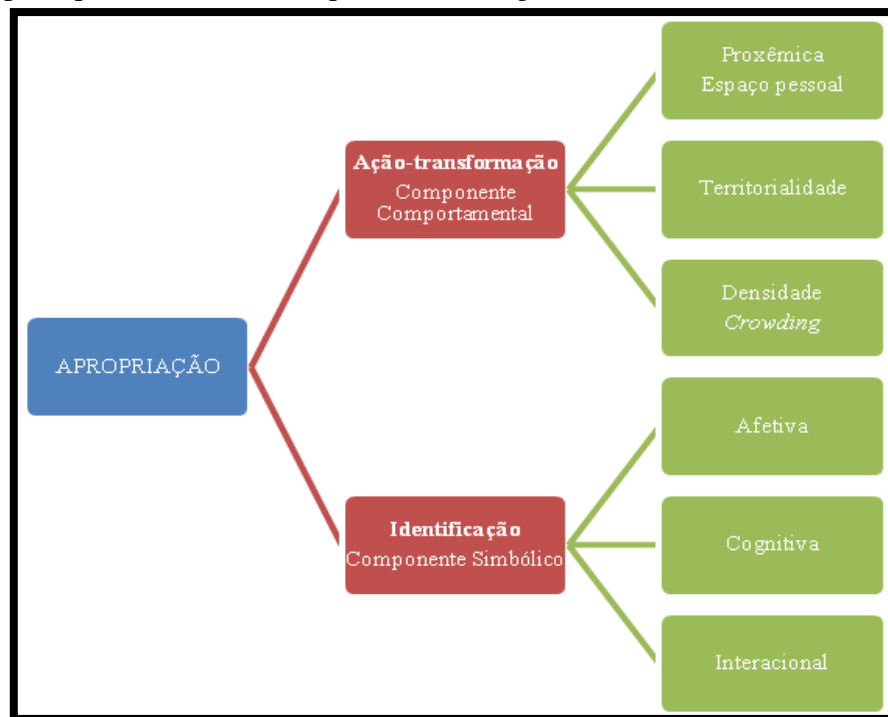 Proxêmica
Espaço pessoal
Ação-transformação
Componente
Comportamental
Territorialidade
Densidade
Crowding
APROPRIAÇÃO
Afetiva
Identificação
Componente Simbólico
Cognitiva
Interacional